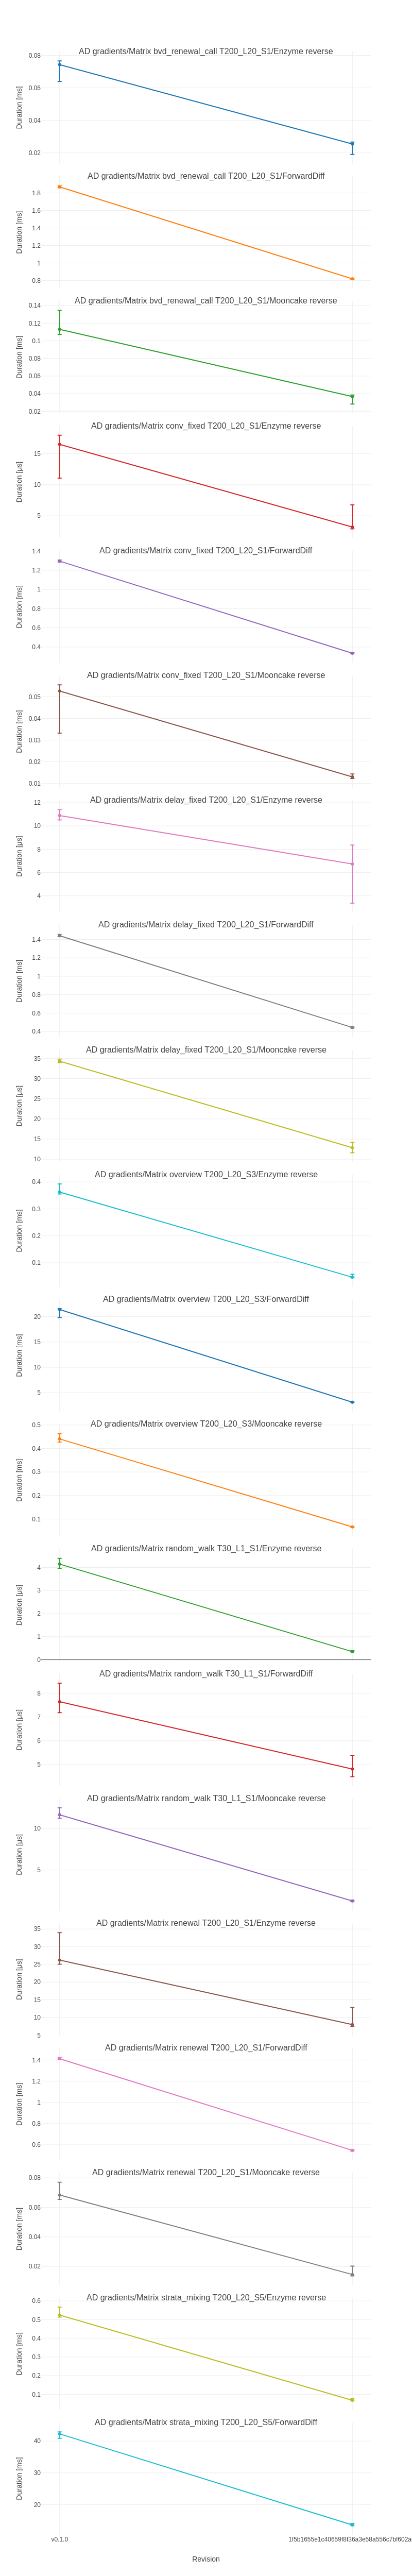 AD gradients/Matrix bvd_renewal_call T200_L20_S1/Enzyme reverse
Duration [ms]
0.08
0.06
0.04
0.02
AD gradients/Matrix bvd_renewal_call T200_L20_S1/ForwardDiff
Duration [ms]
1.8
1.6
1.4
1.2
1
0.8
AD gradients/Matrix bvd_renewal_call T200_L20_S1/Mooncake reverse
Duration [ms]
0.14
0.12
0.1
0.08
0.06
0.04
0.02
AD gradients/Matrix conv_fixed T200_L20_S1/Enzyme reverse
Duration [µs]
15
10
5
AD gradients/Matrix conv_fixed T200_L20_S1/ForwardDiff
Duration [ms]
1.4
1.2
1
0.8
0.6
0.4
AD gradients/Matrix conv_fixed T200_L20_S1/Mooncake reverse
Duration [ms]
0.05
0.04
0.03
0.02
0.01
AD gradients/Matrix delay_fixed T200_L20_S1/Enzyme reverse
Duration [µs]
12
10
8
6
4
AD gradients/Matrix delay_fixed T200_L20_S1/ForwardDiff
Duration [ms]
1.4
1.2
1
0.8
0.6
0.4
AD gradients/Matrix delay_fixed T200_L20_S1/Mooncake reverse
Duration [µs]
35
30
25
20
15
10
AD gradients/Matrix overview T200_L20_S3/Enzyme reverse
Duration [ms]
0.4
0.3
0.2
0.1
AD gradients/Matrix overview T200_L20_S3/ForwardDiff
Duration [ms]
20
15
10
5
AD gradients/Matrix overview T200_L20_S3/Mooncake reverse
Duration [ms]
0.5
0.4
0.3
0.2
0.1
AD gradients/Matrix random_walk T30_L1_S1/Enzyme reverse
Duration [µs]
4
3
2
1
0
AD gradients/Matrix random_walk T30_L1_S1/ForwardDiff
Duration [µs]
8
7
6
5
AD gradients/Matrix random_walk T30_L1_S1/Mooncake reverse
Duration [µs]
10
5
AD gradients/Matrix renewal T200_L20_S1/Enzyme reverse
Duration [µs]
35
30
25
20
15
10
5
AD gradients/Matrix renewal T200_L20_S1/ForwardDiff
Duration [ms]
1.4
1.2
1
0.8
0.6
AD gradients/Matrix renewal T200_L20_S1/Mooncake reverse
Duration [ms]
0.08
0.06
0.04
0.02
AD gradients/Matrix strata_mixing T200_L20_S5/Enzyme reverse
Duration [ms]
0.6
0.5
0.4
0.3
0.2
0.1
AD gradients/Matrix strata_mixing T200_L20_S5/ForwardDiff
Duration [ms]
40
30
20
v0.1.0
1f5b1655e1c40659f8f36a3e58a556c7bf602a
Revision